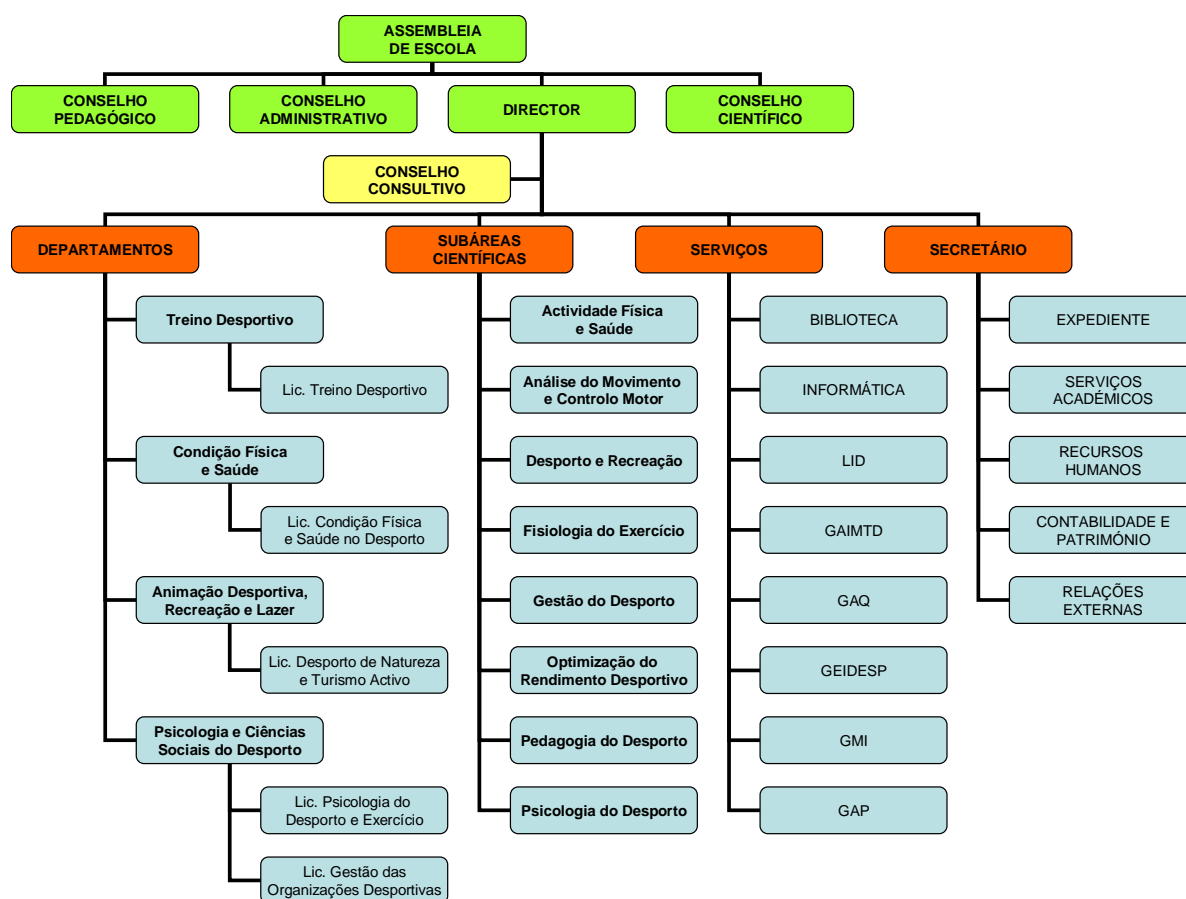 ASSEMBLEIA
DE ESCOLA
CONSELHO
PEDAGÓGICO
CONSELHO
ADMINISTRATIVO
DIRECTOR
CONSELHO
CIENTÍFICO
CONSELHO
CONSULTIVO
DEPARTAMENTOS
SUBÁREAS
CIENTÍFICAS
SERVIÇOS
SECRETÁRIO
Treino Desportivo
Lic. Treino Desportivo
Condição Física
e Saúde
Lic. Condição Física
e Saúde no Desporto
Animação Desportiva,
Recreação e Lazer
Lic. Desporto de Natureza
e Turismo Activo
Psicologia e Ciências
Sociais do Desporto
Lic. Psicologia do
Desporto e Exercício
Lic. Gestão das
Organizações Desportivas
Actividade Física
e Saúde
Análise do Movimento
e Controlo Motor
Desporto e Recreação
Fisiologia do Exercício
Gestão do Desporto
Optimização do
Rendimento Desportivo
Pedagogia do Desporto
Psicologia do Desporto
BIBLIOTECA
INFORMÁTICA
LID
GAIMTD
GAQ
GEIDESP
GMI
GAP
EXPEDIENTE
SERVIÇOS
ACADÉMICOS
RECURSOS
HUMANOS
CONTABILIDADE E
PATRIMÓNIO
RELAÇÕES
EXTERNAS